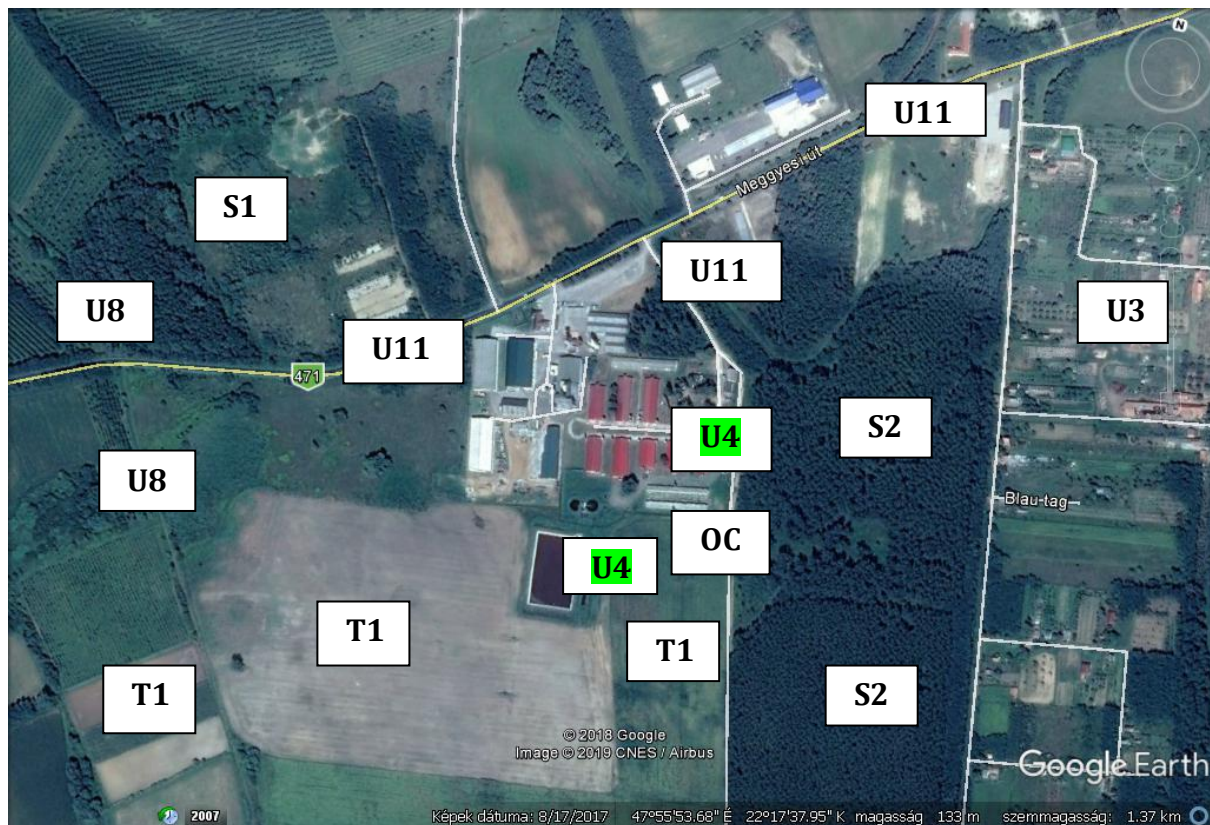 N
U11
Meggyesi út
S1
U11
U8
U3
U11
471
S2
U4
U8
Blau-tag
OC
U4
T1
T1
T1
S2
© 2018 Google
Image © 2019 CNES / Airbus
Google Earth
2007
Képek dátuma: 8/17/2017 47°55'53.68" É 22°17'37.95" K magasság 133 m szemmagasság: 1.37 km